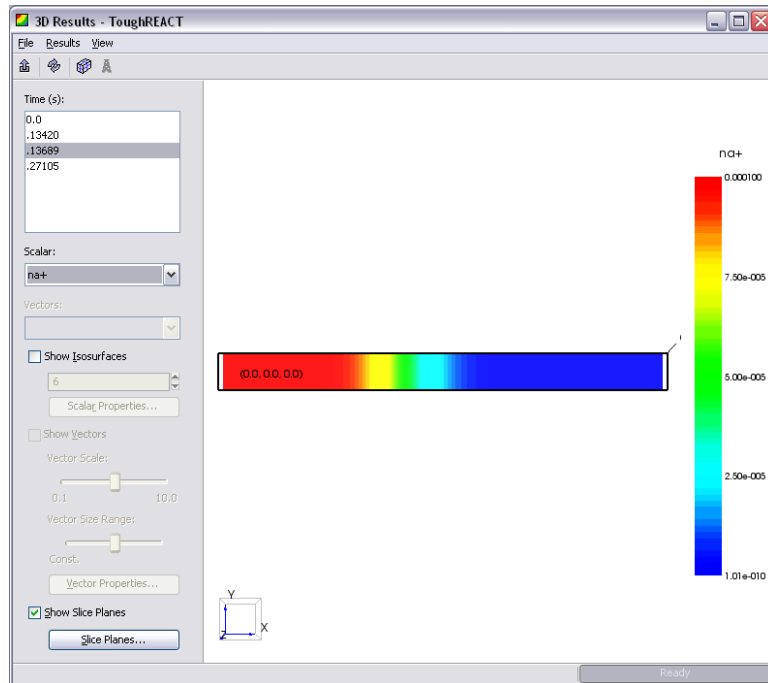 3D Results - ToughREACT
File Results View
Time (s):
0.0
.13420
.13689
.27105
Scalar:
na+
Vectors:
Show Isosurfaces
6
Scalar Properties...
Show Vectors
Vector Scale:
0.1 10.0
Vector Size Range:
Const.
Vector Properties...
Show Slice Planes
Slice Planes...
(0.0, 0.0, 0.0)
na+
0.000100
7.50e-005
5.00e-005
2.50e-005
1.01e-010
Y
Z X
Ready